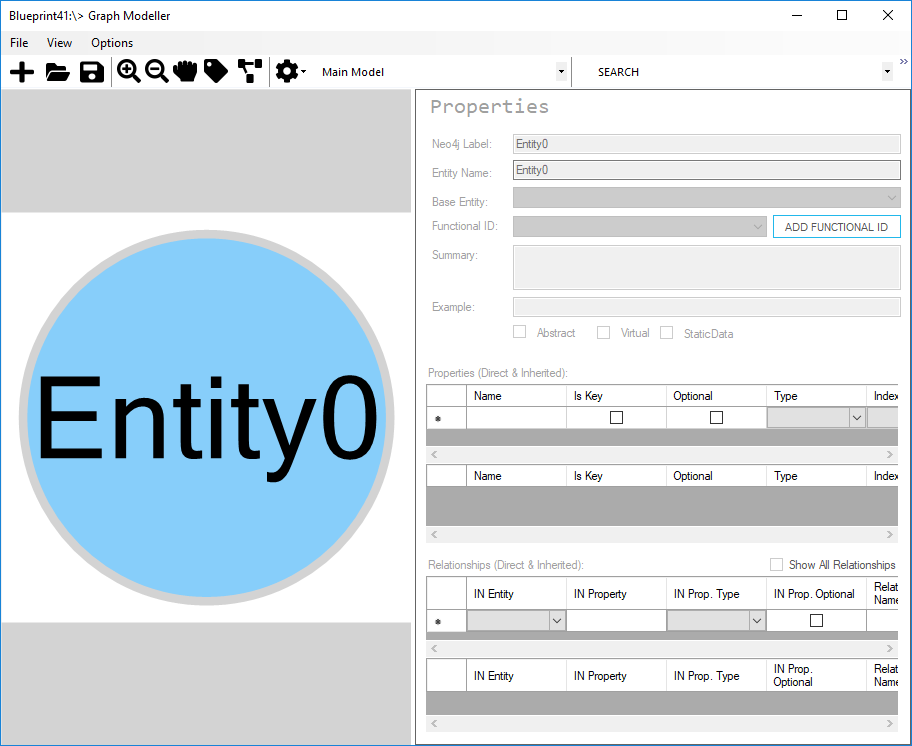 Blueprint41:\> Graph Modeller
File View Options
Main Model SEARCH »
Properties
Neo4j Label: Entity0
Entity Name: Entity0
Base Entity:
Functional ID: ADD FUNCTIONAL ID
Summary:
Example:
Abstract Virtual StaticData
Entity0
Properties (Direct & Inherited):
Name Is Key Optional Type Index
Name Is Key Optional Type Index
Relationships (Direct & Inherited): Show All Relationships
IN Entity IN Property IN Prop. Type IN Prop. Optional Relat
Name
IN Entity IN Property IN Prop. Type IN Prop. Relat
Optional Name